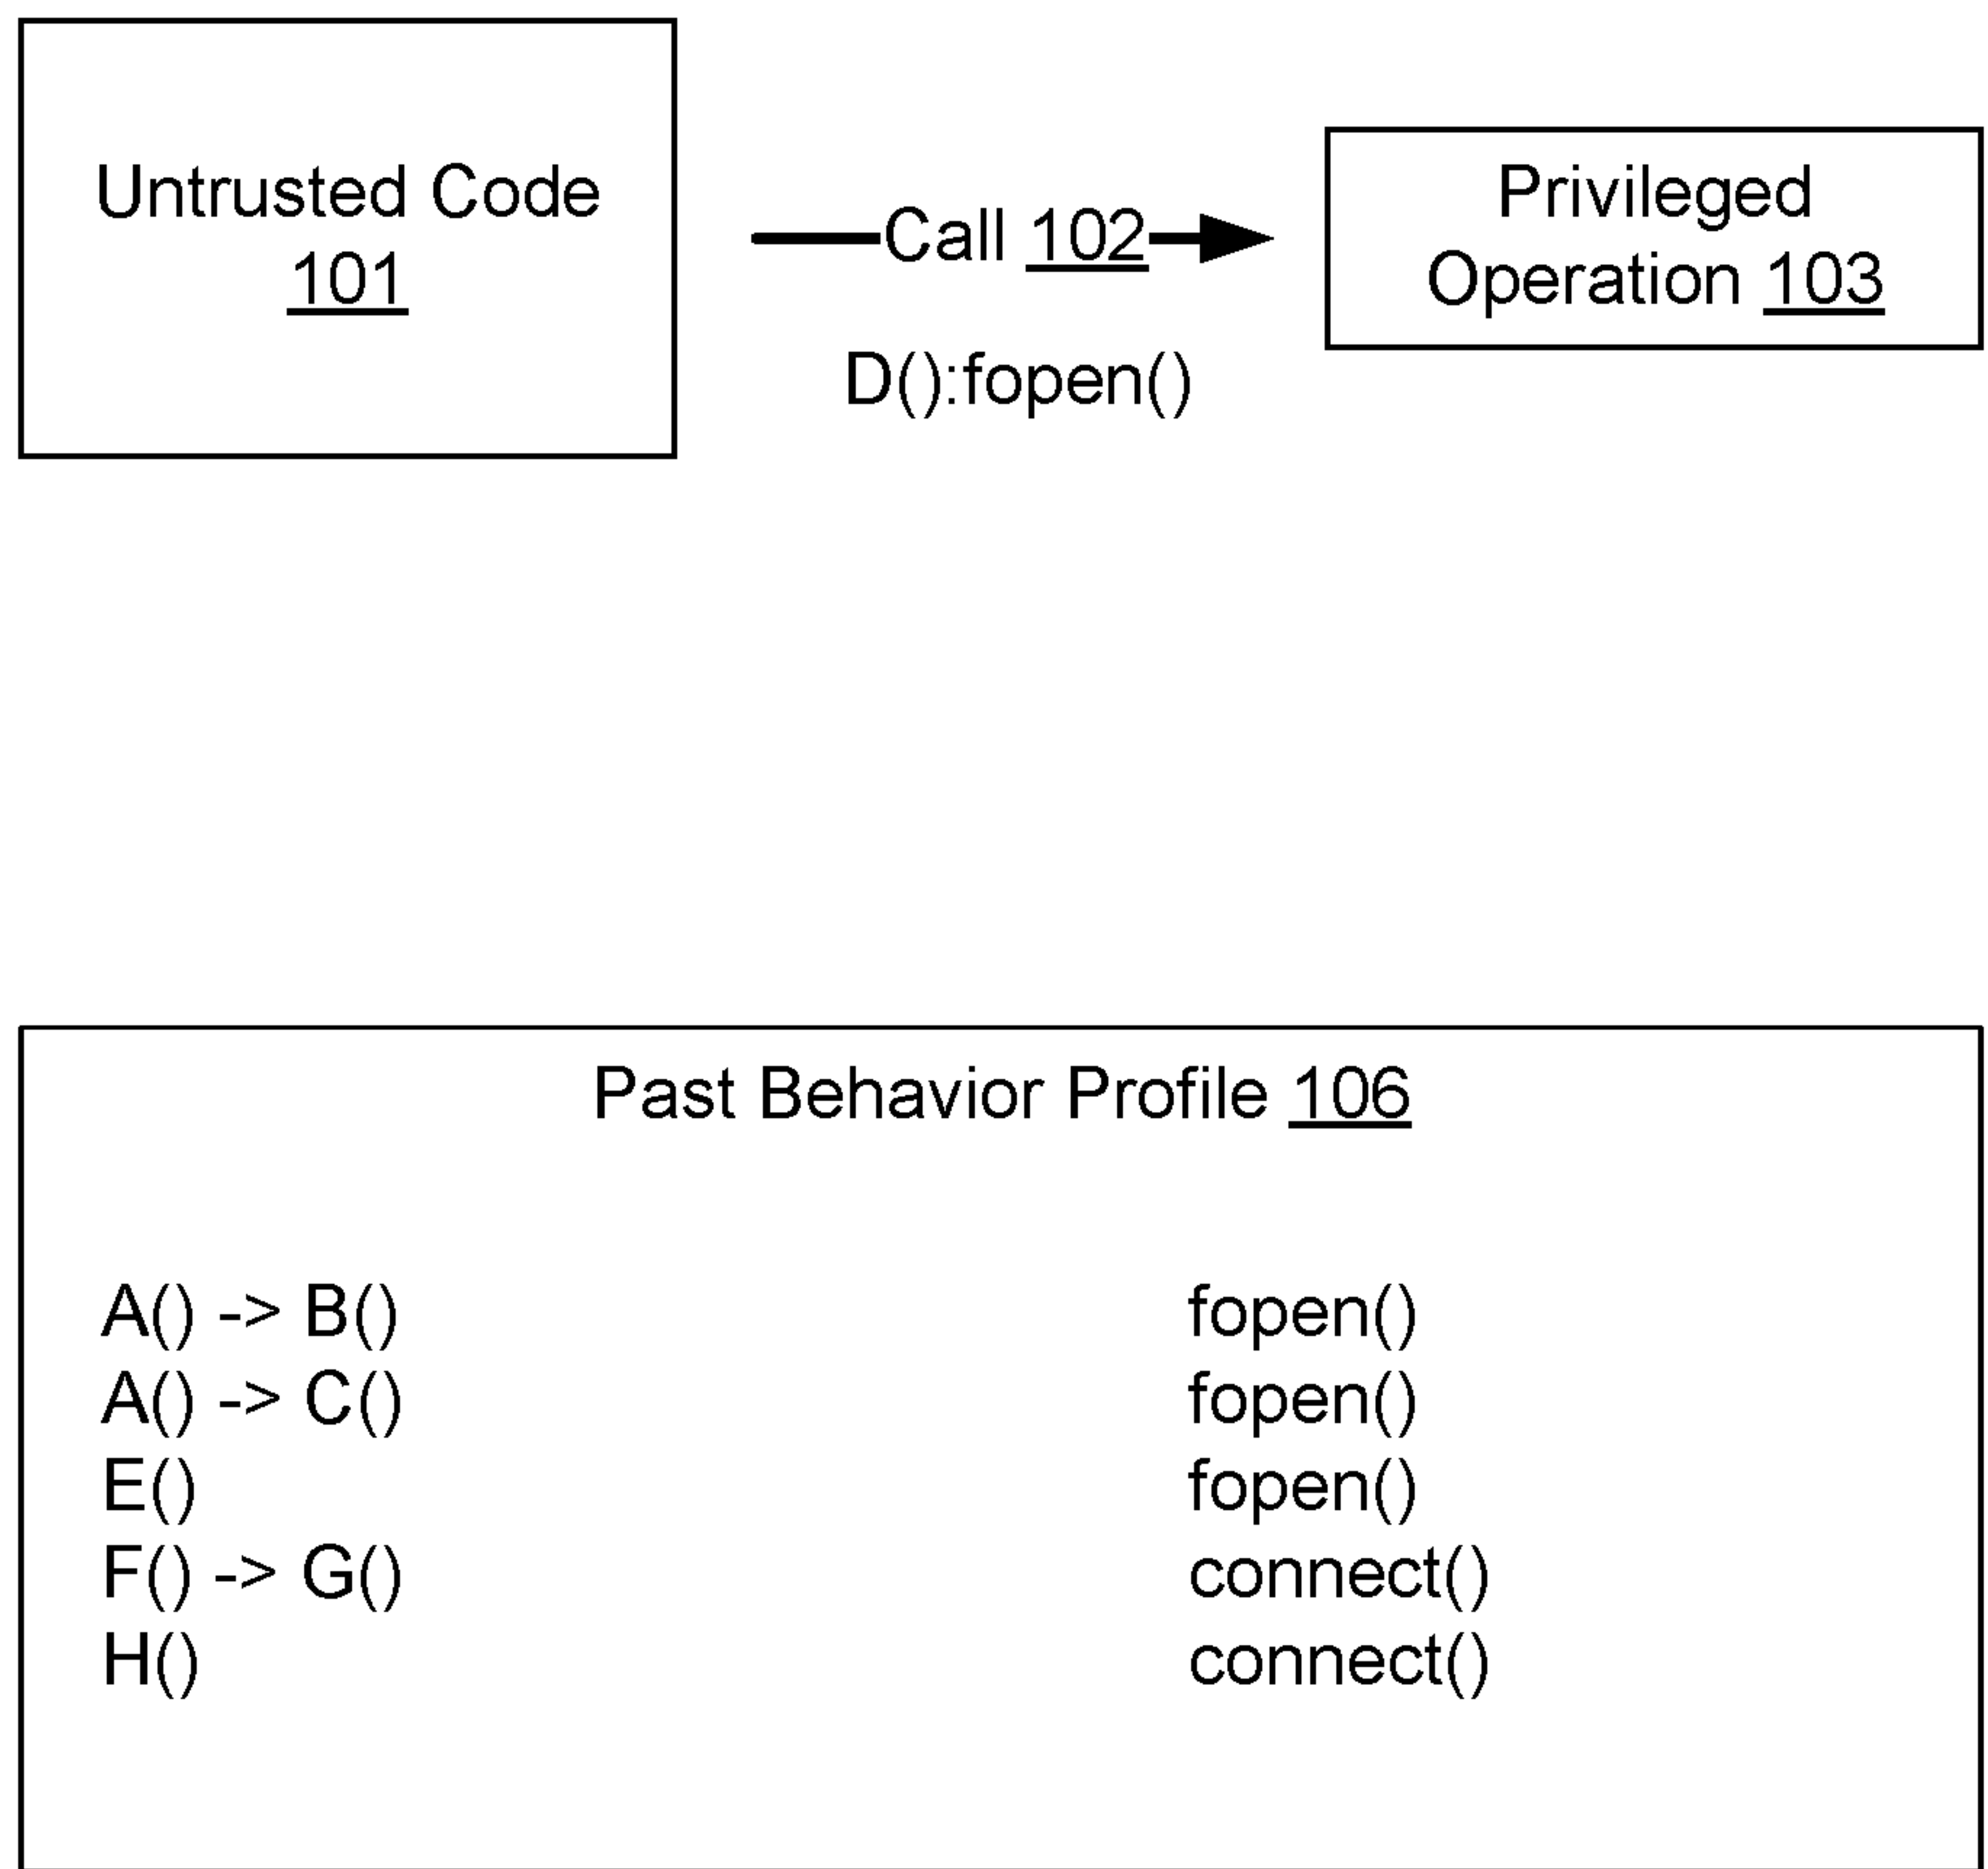 Untrusted Code
101
Call 102
D():fopen()
Privileged
Operation 103
Past Behavior Profile 106
A() -> B() fopen()
A() -> C() fopen()
E() fopen()
F() -> G() connect()
H() connect()